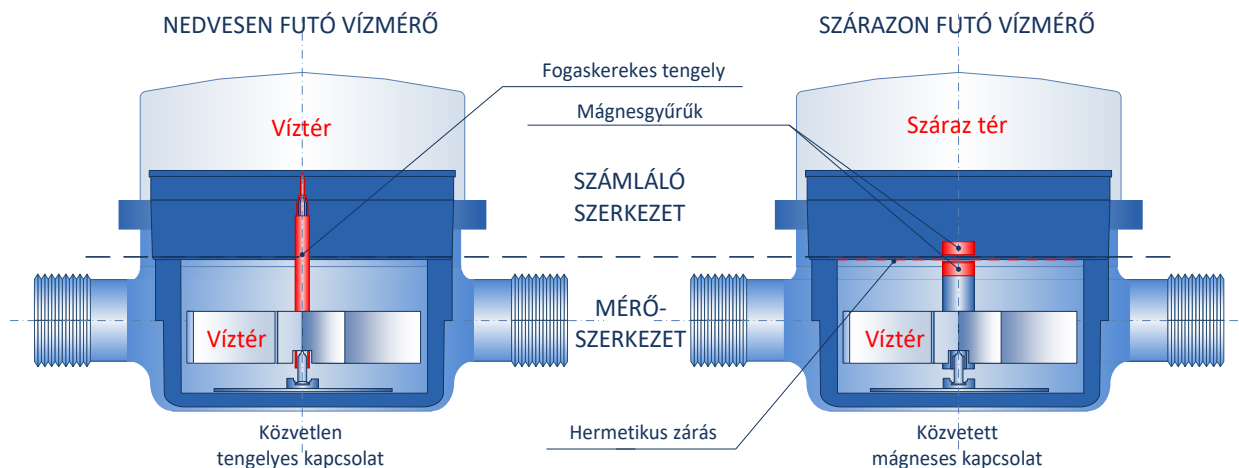 NEDVESEN FUTÓ VÍZMÉRŐ
SZÁRAZON FUTÓ VÍZMÉRŐ
Fogaskerekes tengely
Mágnesgyűrűk
Víztér
Száraz tér
SZÁMLÁLÓ
SZERKEZET
MÉRŐ-
SZERKEZET
Víztér
Víztér
Közvetlen
tengelyes kapcsolat
Hermetikus zárás
Közvetett
mágneses kapcsolat